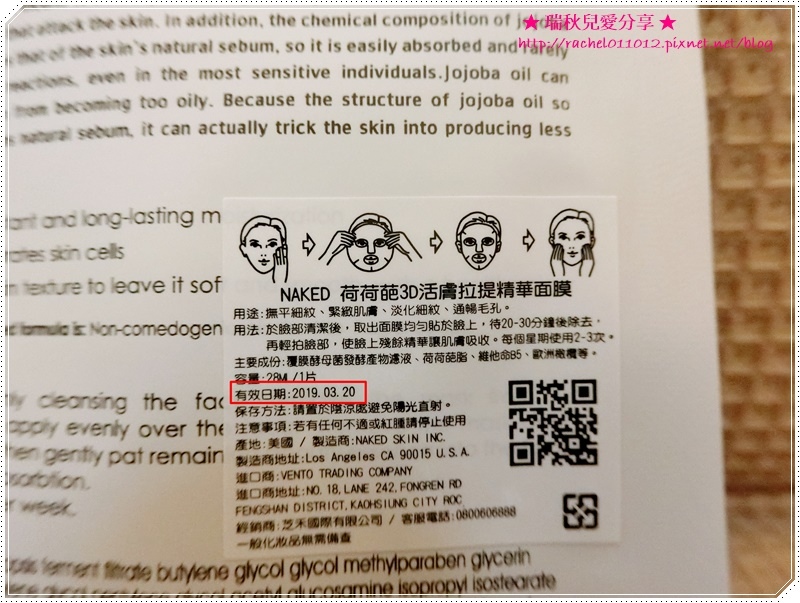 ★ 瑞秋兒愛分享 ★
http://rachel011012.pixnet.net/blog
that attack the skin. In addition, the chemical composition of
that of the skin's natural sebum, so it is easily absorbed and rarely
reactions, even in the most sensitive individuals.Jojoba oil can
from becoming too oily. Because the structure of jojoba oil so
natural sebum, it can actually trick the skin into producing less
and long-lasting
skin cells
texture to leave it soft
formula is: Non-comedogen
cleansing the fac
apply evenly over the
then gently pat remain
week.
NAKED 荷荷葩3D活膚拉提精華面膜
用途:撫平細紋、緊緻肌膚、淡化細紋、通暢毛孔。
用法:於臉部清潔後，取出面膜均勻貼於臉上，待20-30分鐘後除去，
再輕拍臉部，使臉上殘餘精華讓肌膚吸收。每個星期使用2-3次。
主要成份:覆膜酵母菌發酵產物濾液、荷荷葩脂、維他命B5、歐洲橄欖等。
容量:28ML/1片
有效日期:2019.03.20
保存方法:請置於陰涼處避免陽光直射。
注意事項:若有任何不適或紅腫請停止使用
產地:美國 / 製造商:NAKED SKIN INC.
製造商地址:Los Angeles CA 90015 U.S.A.
進口商:VENTO TRADING COMPANY
進口商地址:NO.18,LANE 242,FONGREN RD
FENGSHAN DISTRICT,KAOHSIUNG CITY ROC
經銷商:芝禾國際有限公司 / 客服電話:0800606888
一般化妝品無需備查
ferment filtrate butylene glycol glycol methylparaben glycerin
glycol acetyl glucosamine isopropyl isostearate